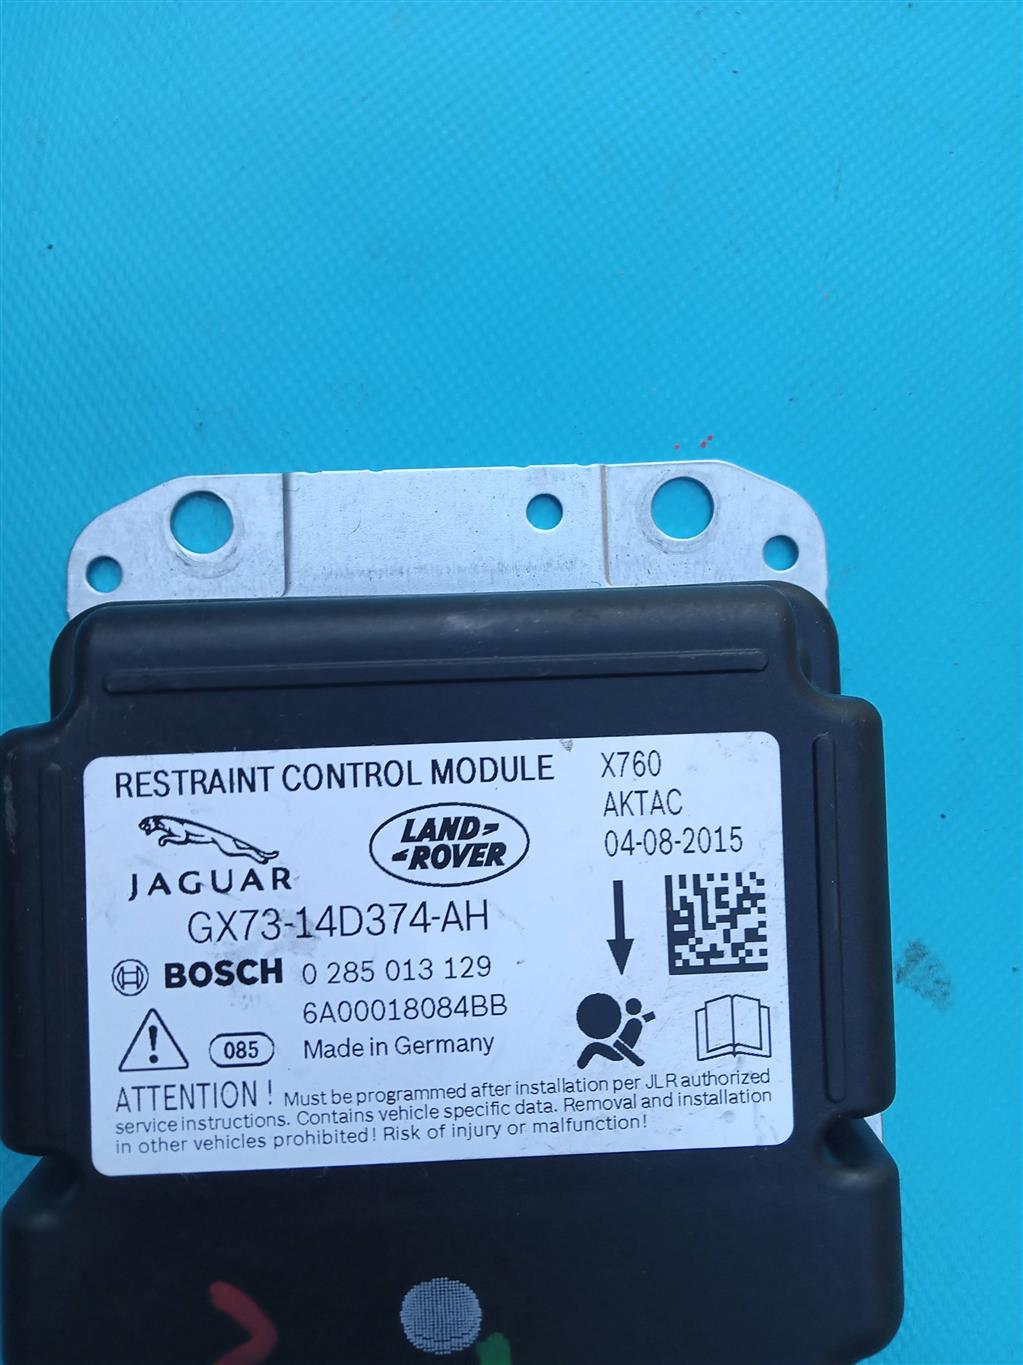 RESTRAINT CONTROL MODULE X760
AKTAC
04-08-2015
JAGUAR
LAND-
-ROVER
GX73-14D374-AH
BOSCH 0 285 013 129
6A00018084BB
085 Made in Germany
ATTENTION ! Must be programmed after installation per JLR authorized
service instructions. Contains vehicle specific data. Removal and installation
in other vehicles prohibited! Risk of injury or malfunction!